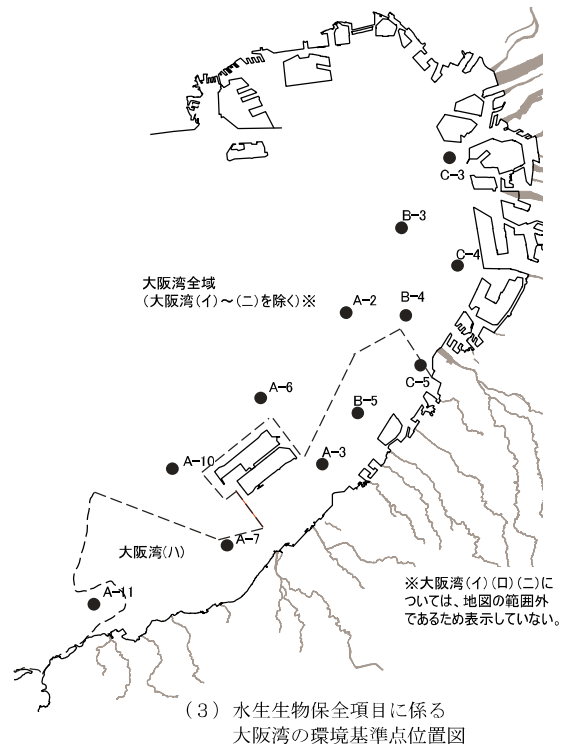 C-3
B-3
C-4
大阪湾全域
(大阪湾(イ)～(ニ)を除く)※
A-2
B-4
C-5
A-6
B-5
A-10
A-3
A-7
大阪湾(ハ)
A-11
※大阪湾(イ)(ロ)(ニ)に
ついては、地図の範囲外
であるため表示していない。
(3) 水生生物保全項目に係る
大阪湾の環境基準点位置図